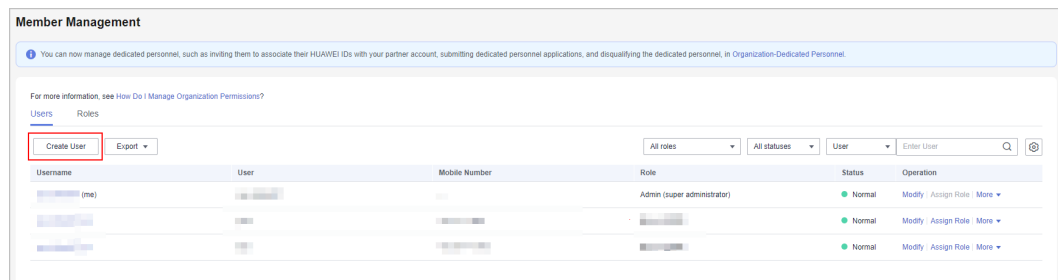 Member Management
You can now manage dedicated personnel, such as inviting them to associate their HUAWEI IDs with your partner account, submitting dedicated personnel applications, and disqualifying the dedicated personnel, in Organization-Dedicated Personnel.
For more information, see How Do I Manage Organization Permissions?
Users Roles
Create User Export All roles All statuses User Enter User
Username User Mobile Number Role Status Operation
(me) Admin (super administrator) Normal Modify Assign Role More
Normal Modify Assign Role More
Normal Modify Assign Role More